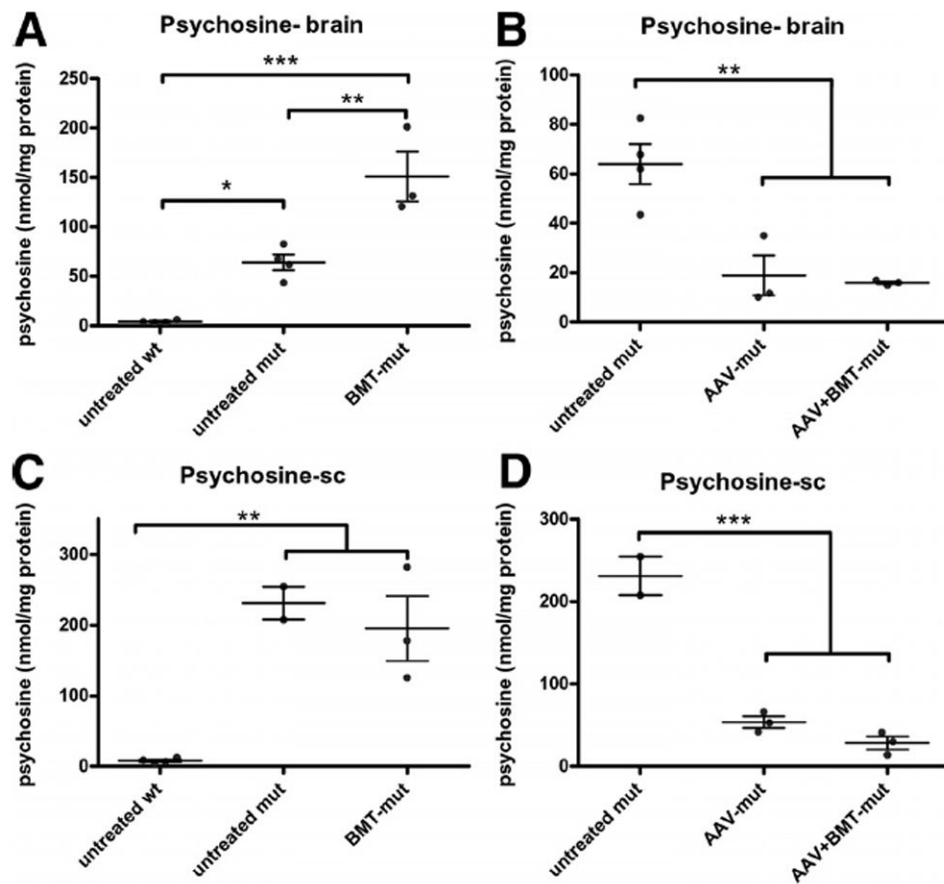 A
Psychosine- brain
psychosine (nmol/mg protein)
250
200
150
100
50
0
***
**
*
untreated wt
untreated mut
BMT-mut
B
Psychosine- brain
psychosine (nmol/mg protein)
100
80
60
40
20
0
**
untreated mut
AAV-mut
AAV+BMT-mut
C
Psychosine-sc
psychosine (nmol/mg protein)
300
200
100
0
**
untreated wt
untreated mut
BMT-mut
D
Psychosine-sc
psychosine (nmol/mg protein)
300
200
100
0
***
untreated mut
AAV-mut
AAV+BMT-mut